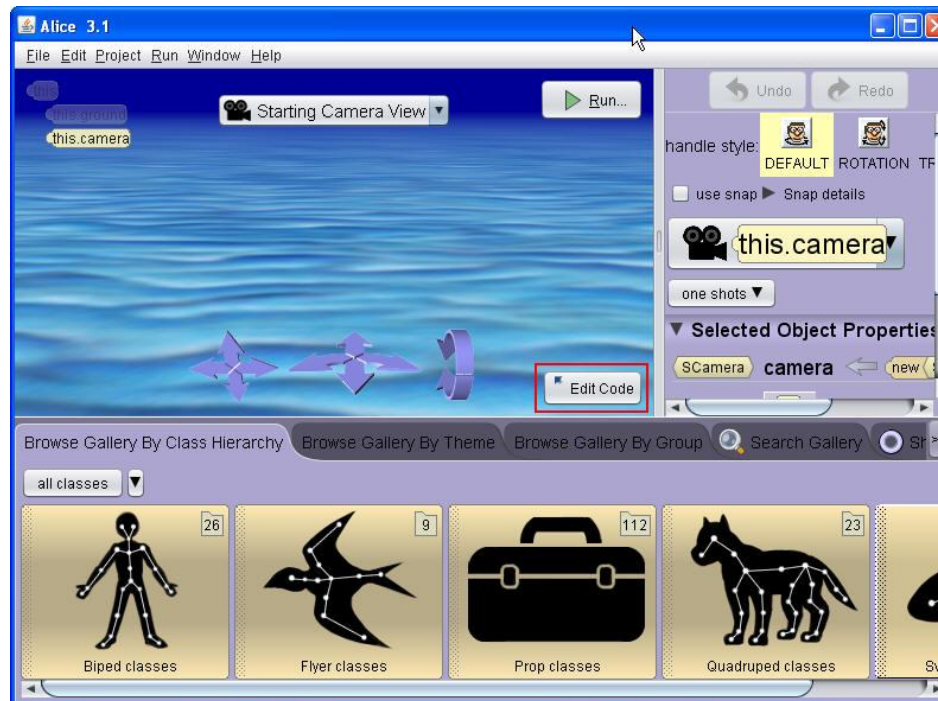 Alice 3.1
File Edit Project Run Window Help
this
this.ground
this.camera
Starting Camera View
Run...
Undo Redo
handle style:
DEFAULT ROTATION TR
use snap Snap details
this.camera
one shots
Selected Object Properties
SCamera camera new
Edit Code
Browse Gallery By Class Hierarchy Browse Gallery By Theme Browse Gallery By Group Search Gallery Sh
all classes
26 9 112 23
Biped classes Flyer classes Prop classes Quadruped classes Sw